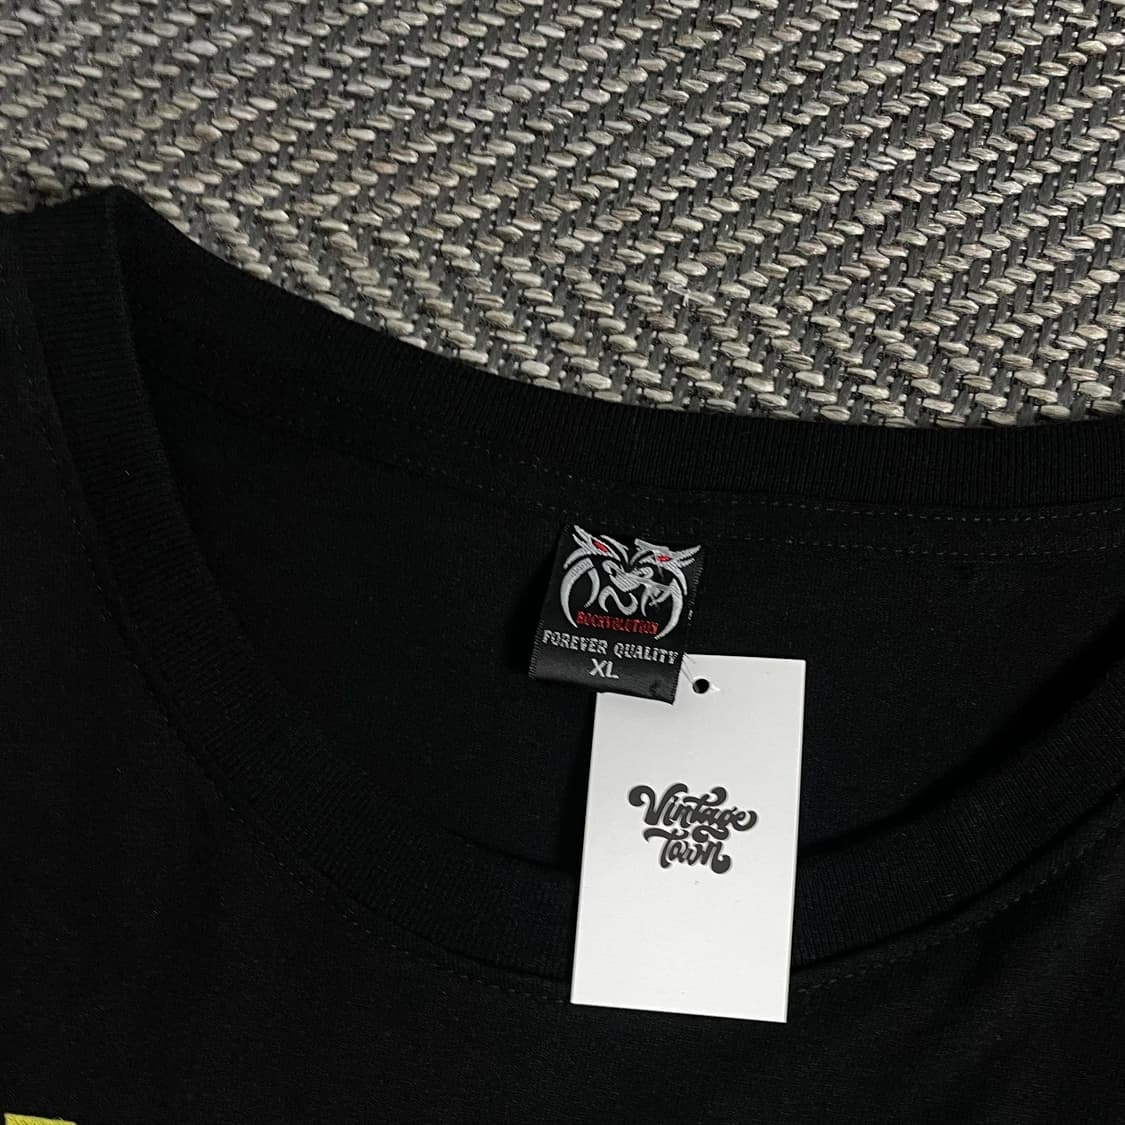 ROCKVOLUTION
FOREVER QUALITY
XL
Vintage
Town